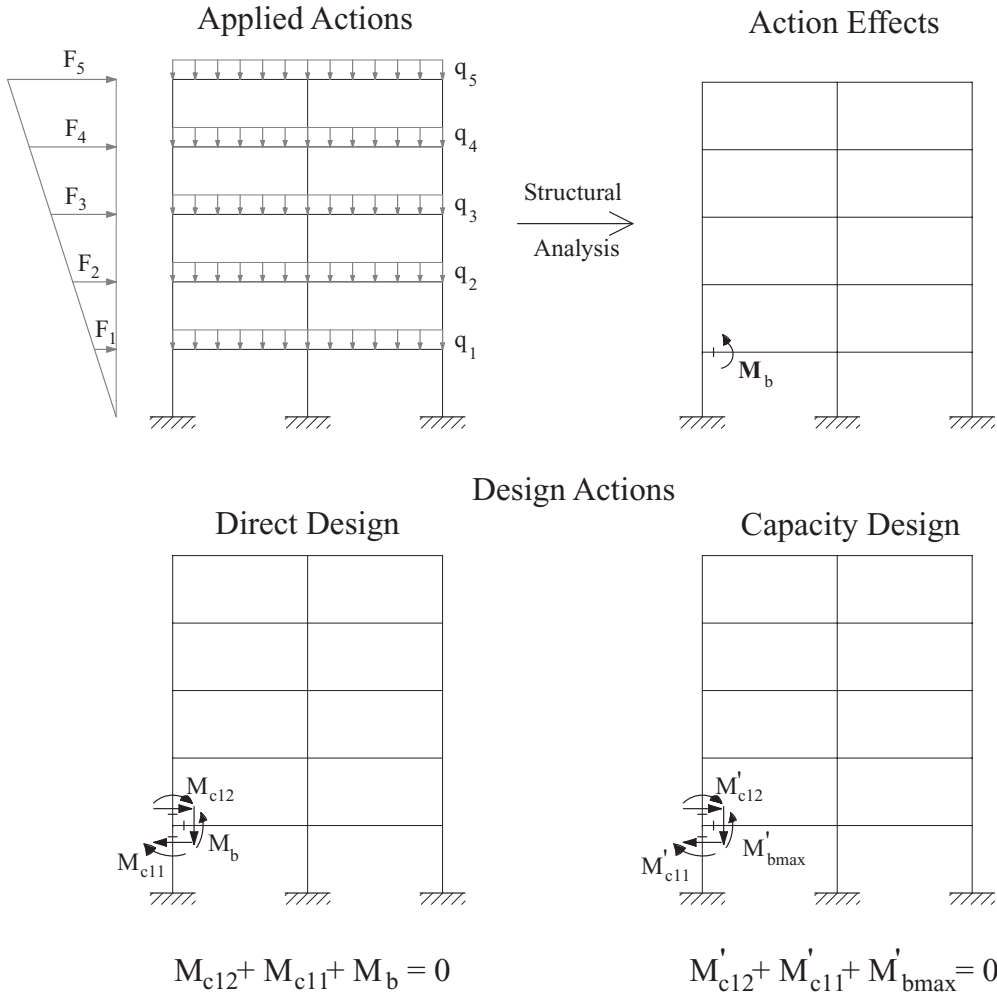 Applied Actions
Action Effects
F5
q5
F4
q4
F3
q3
Structural
Analysis
F2
q2
F1
q1
Mb
Design Actions
Direct Design
Capacity Design
Mc12
Mb
Mc11
M'c12
M'bmax
M'c11
Mc12+ Mc11+ Mb = 0
M'c12+ M'c11+ M'bmax= 0